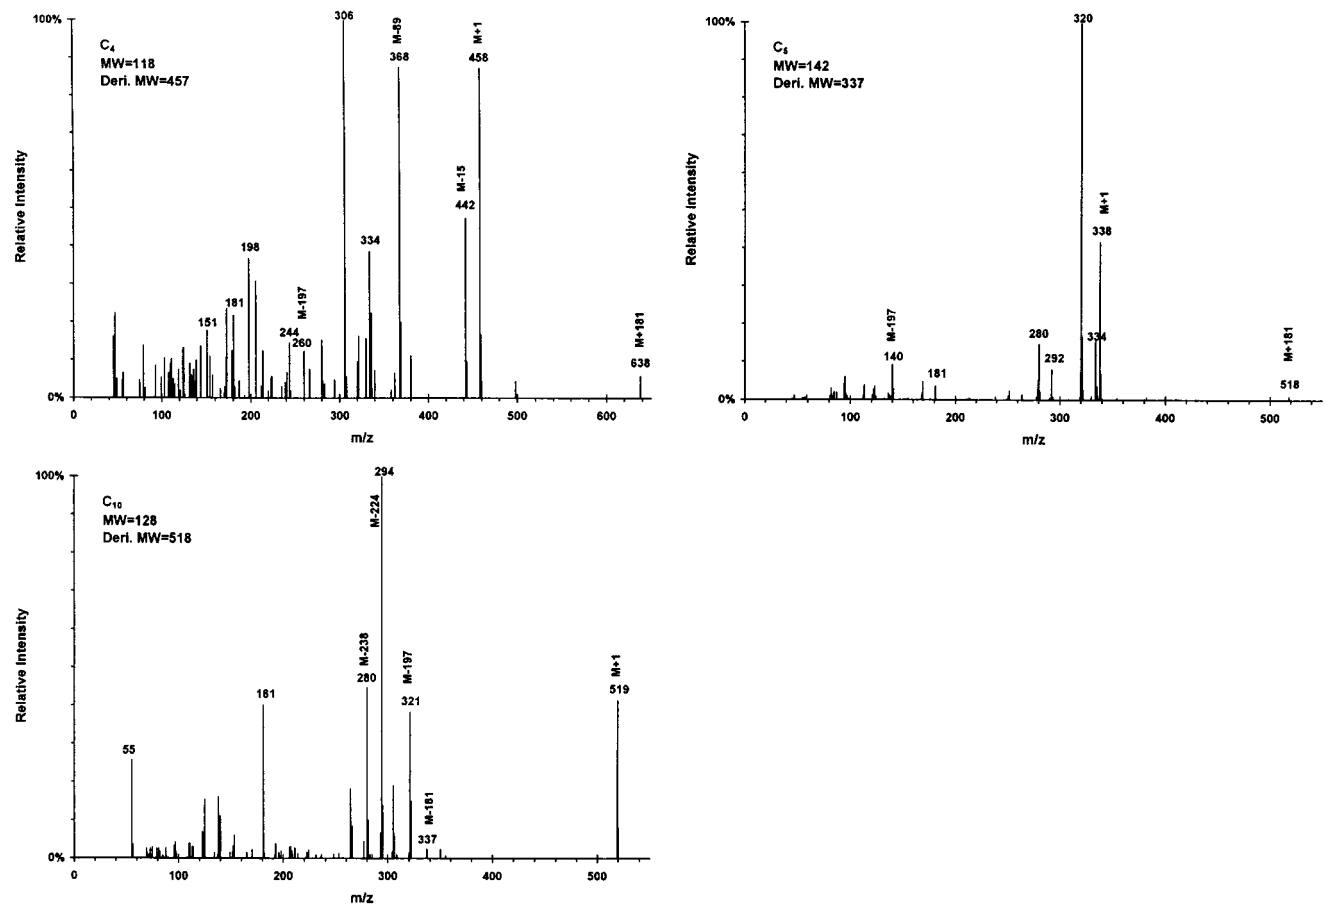 100%
C4
MW=118
Deri. MW=457
306
M-89
368
M+1
458
M-15
442
334
198
181
151
M-197
244
260
M+181
638
Relative Intensity
0%
0
100
200
300
400
500
600
m/z
100%
C5
MW=142
Deri. MW=337
320
M+1
338
334
280
292
M-197
140
181
M+181
518
Relative Intensity
0%
0
100
200
300
400
500
m/z
100%
C10
MW=128
Deri. MW=518
294
M-224
M-238
280
M-197
321
M+1
519
181
55
M-181
337
Relative Intensity
0%
0
100
200
300
400
500
m/z